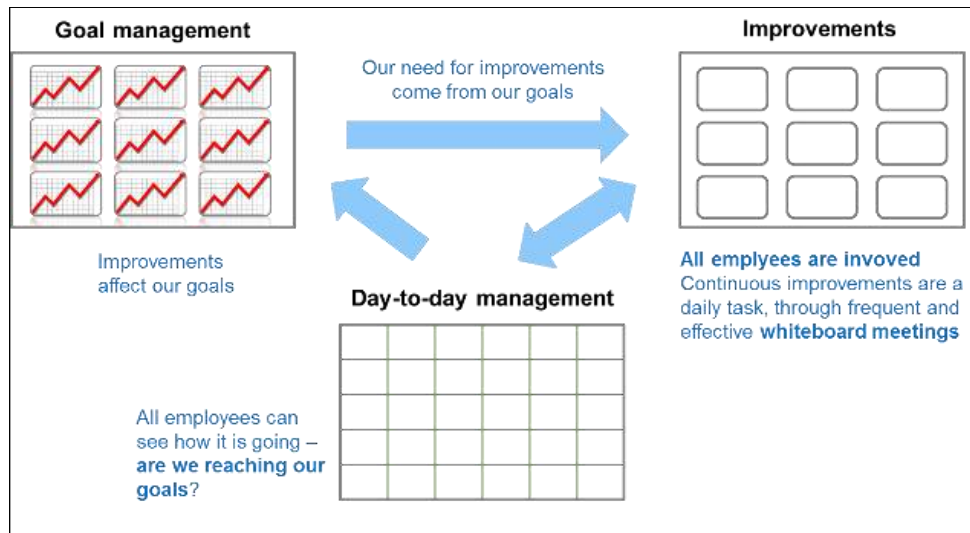 Goal management
Improvements
Our need for improvements
come from our goals
Improvements
affect our goals
All emplyees are invoved
Continuous improvements are a
daily task, through frequent and
effective whiteboard meetings
Day-to-day management
All employees can
see how it is going –
are we reaching our
goals?